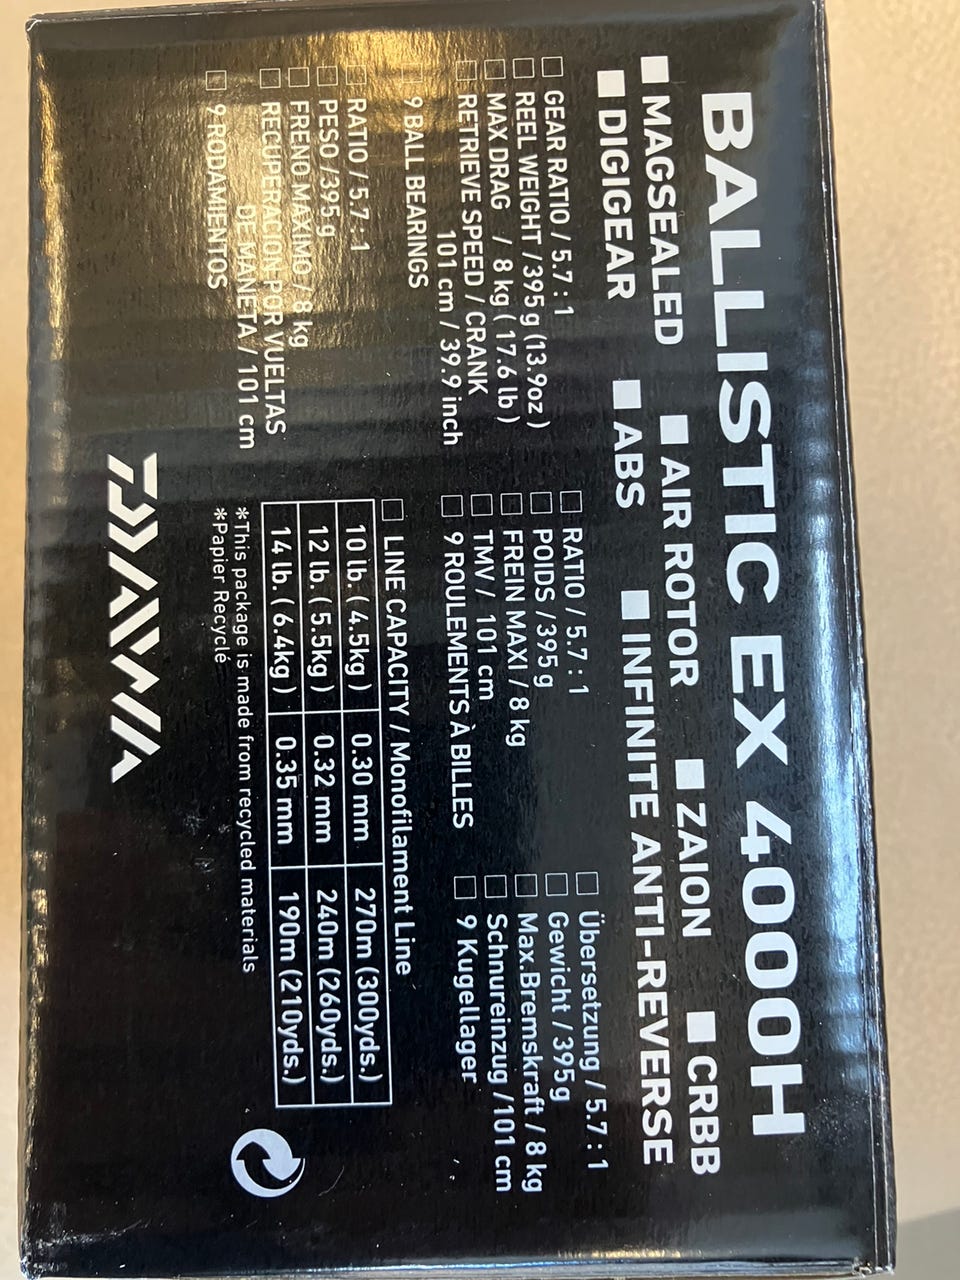 BALLISTIC EX 4000H
■MAGSEALED ■AIR ROTOR ■ZAION ■CRBB
■DIGIGEAR ■ABS ■INFINITE ANTI-REVERSE
□GEAR RATIO / 5.7 : 1
□REEL WEIGHT / 395 g (13.9oz)
□MAX DRAG / 8 kg ( 17.6 lb )
□RETRIEVE SPEED / CRANK
101 cm / 39.9 inch
□9 BALL BEARINGS
□RATIO / 5.7 : 1
□POIDS / 395 g
□FREIN MAXI / 8 kg
□TMV / 101 cm
□9 ROULEMENTS À BILLES
□Übersetzung / 5.7 : 1
□Gewicht / 395 g
□Max.Bremskraft / 8 kg
□Schnureinzug / 101 cm
□9 Kugellager
□RATIO / 5.7 : 1
□PESO / 395 g
□FRENO MAXIMO / 8 kg
□RECUPERACION POR VUELTAS
DE MANETA / 101 cm
□9 RODAMIENTOS
□LINE CAPACITY / Monofilament Line
10 lb. ( 4.5kg ) 0.30 mm 270m (300yds.)
12 lb. ( 5.5kg ) 0.32 mm 240m (260yds.)
14 lb. ( 6.4kg ) 0.35 mm 190m (210yds.)
*This package is made from recycled materials
*Papier Recyclé
DAIWA